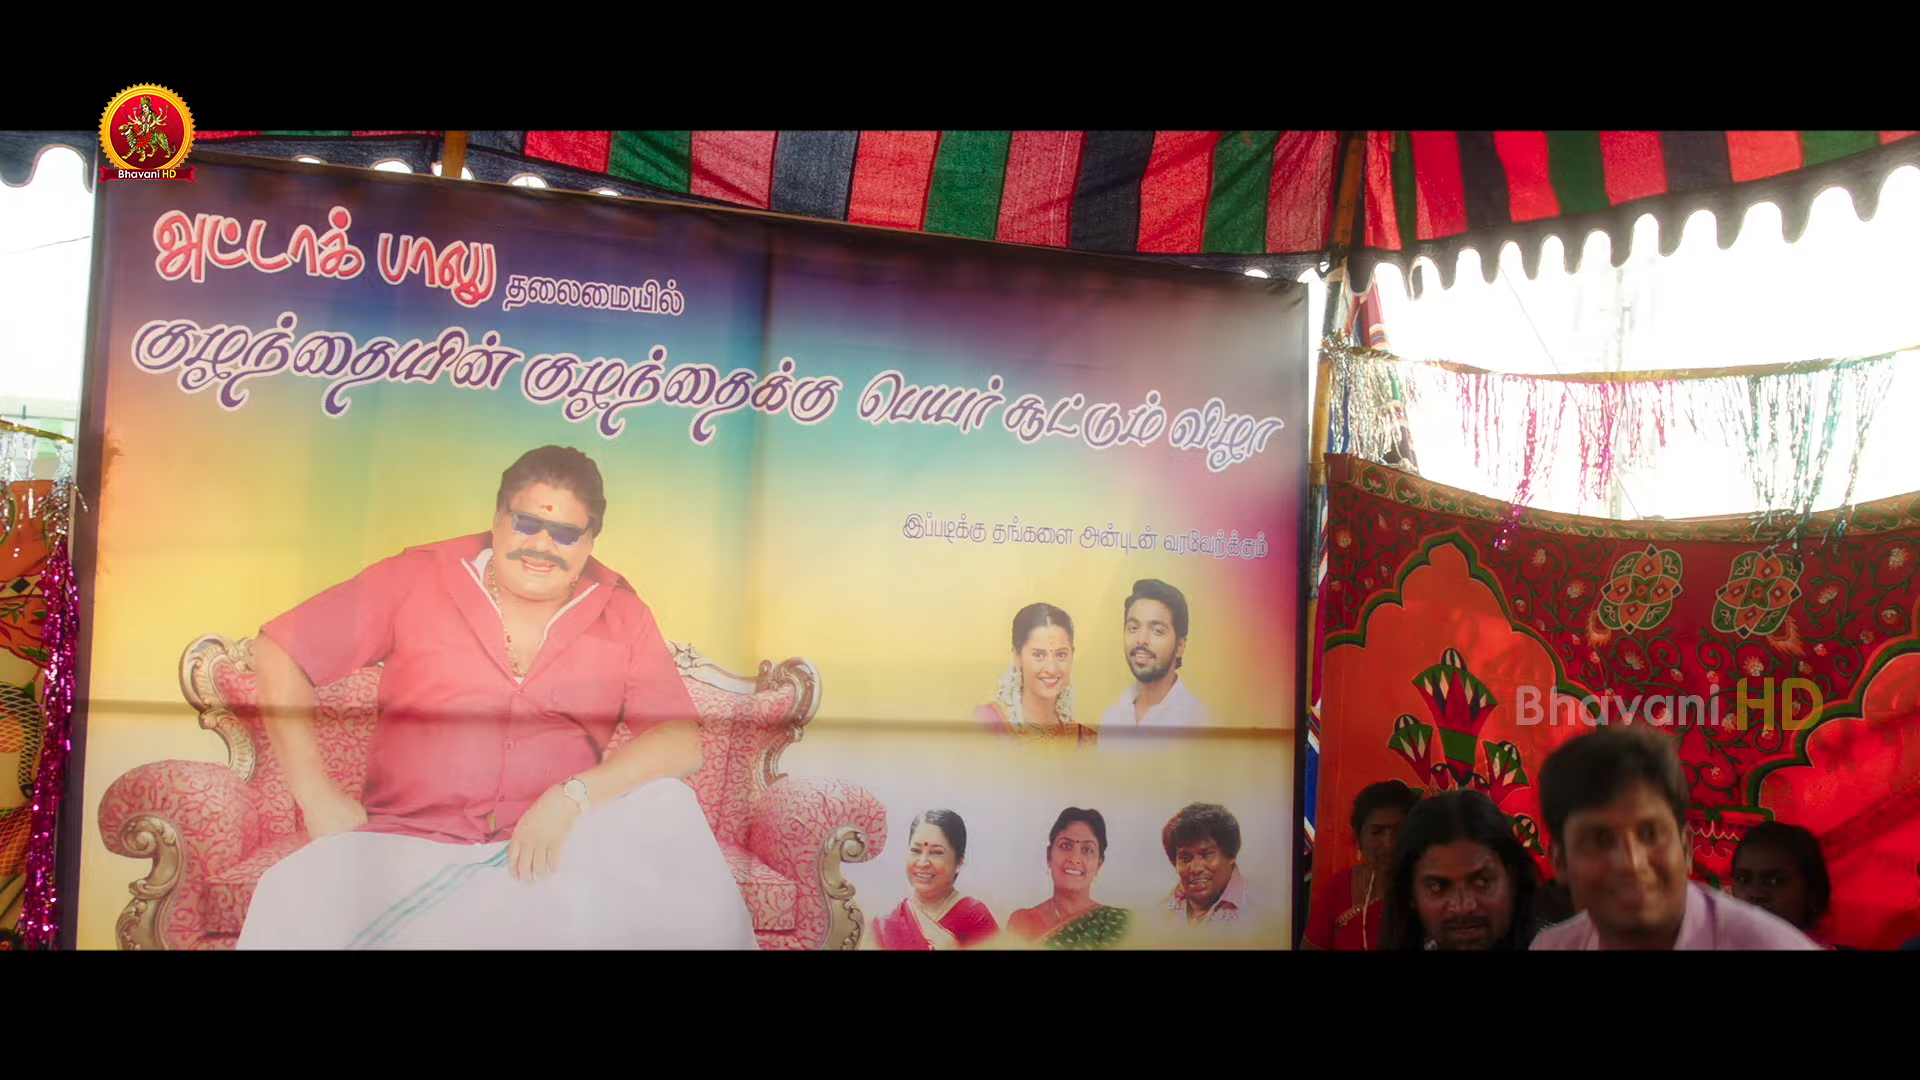 Bhavani HD
அட்டாக் பாலு தலைமையில்
குழந்தையின் குழந்தைக்கு பெயர் சூட்டும் விழா
இப்படிக்கு தங்களை அன்புடன் வரவேற்க்கும்
Bhavani HD